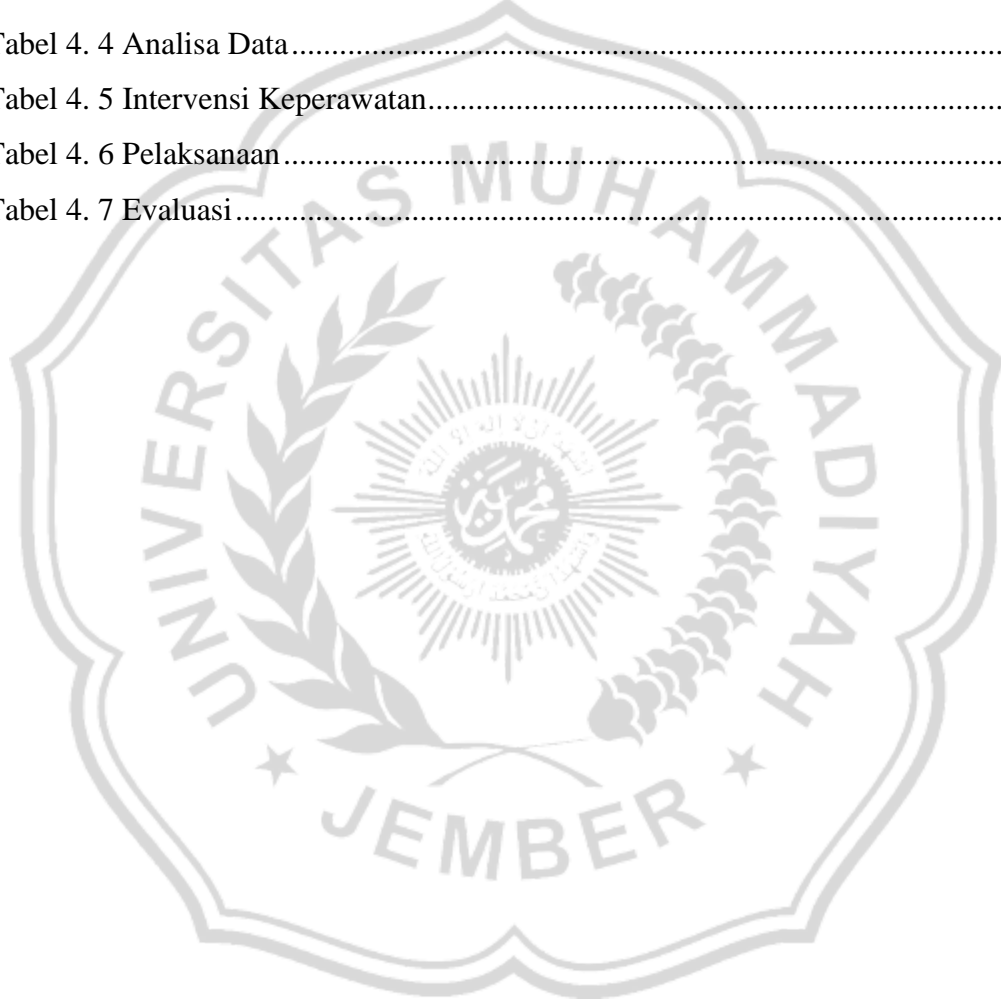 Tabel 4. 4 Analisa Data........................................................................................
Tabel 4. 5 Intervensi Keperawatan.......................................................................
Tabel 4. 6 Pelaksanaan.........................................................................................
Tabel 4. 7 Evaluasi...............................................................................................
UNIVERSITAS MUHAMMADIYAH
JEMBER